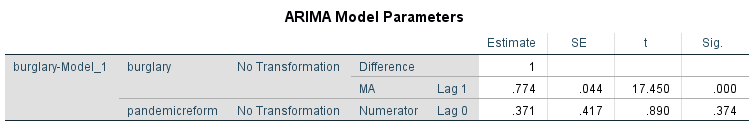 ARIMA Model Parameters
Estimate SE t Sig.
burglary-Model_1 burglary No Transformation Difference 1
MA Lag 1 .774 .044 17.450 .000
pandemicreform No Transformation Numerator Lag 0 .371 .417 .890 .374